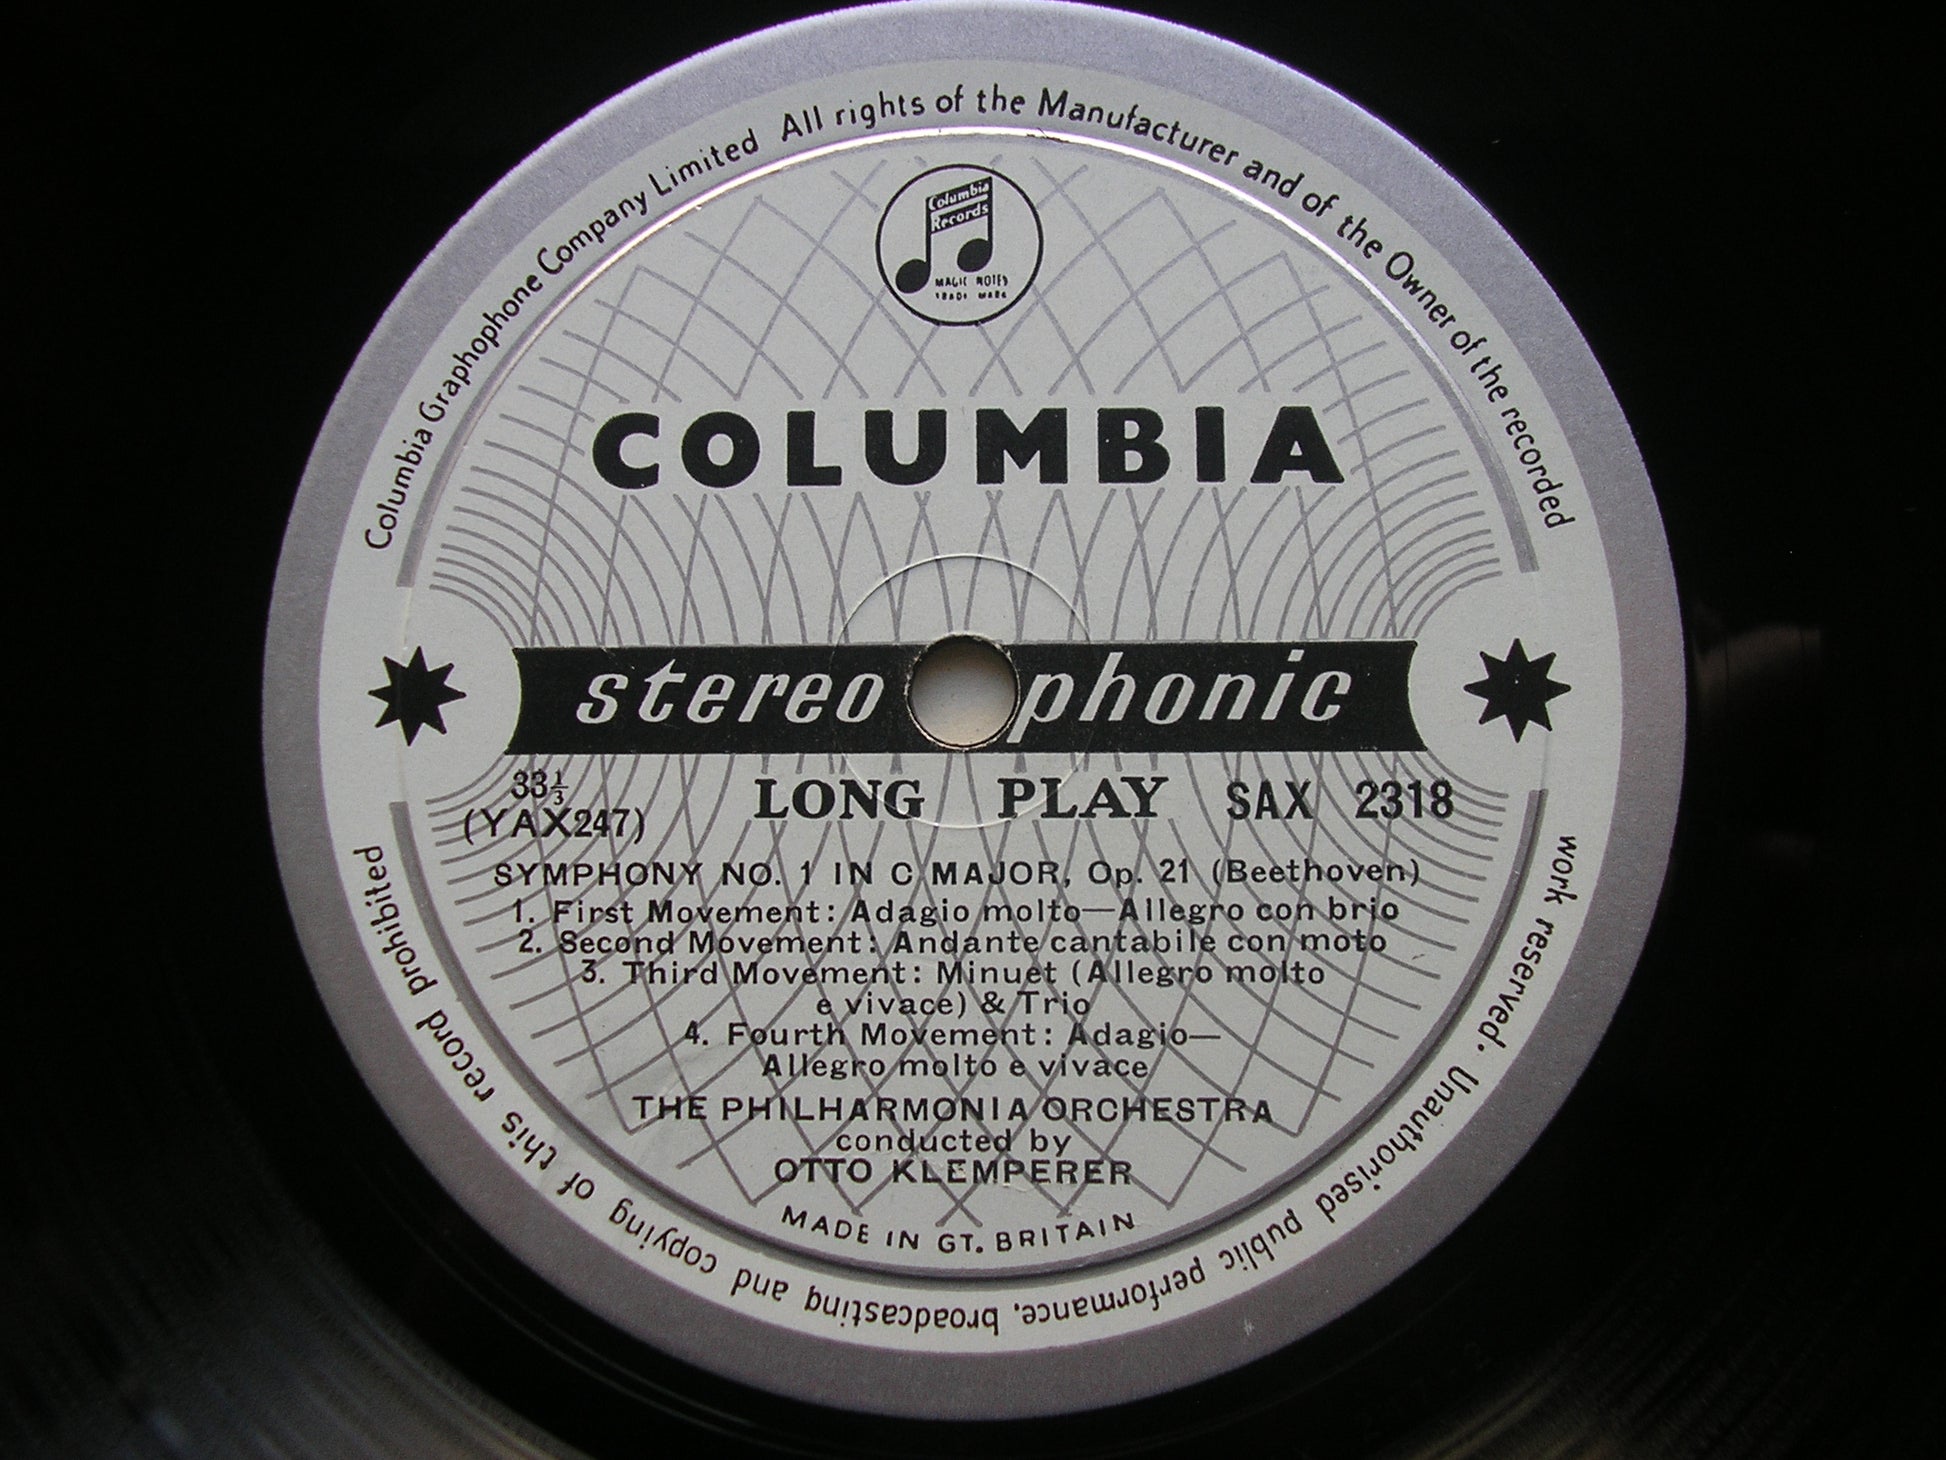 Columbia Graphophone Company Limited All rights of the Manufacturer and of the Owner of the recorded work reserved. Unauthorised public performance, broadcasting and copying of this record prohibited
Columbia
Records
MAGIC NOTES
TRADE MARK
COLUMBIA
stereophonic
33⅓ LONG PLAY SAX 2318
(YAX247)
SYMPHONY NO. 1 IN C MAJOR, Op. 21 (Beethoven)
1. First Movement: Adagio molto—Allegro con brio
2. Second Movement: Andante cantabile con moto
3. Third Movement: Minuet (Allegro molto
e vivace) & Trio
4. Fourth Movement: Adagio—
Allegro molto e vivace
THE PHILHARMONIA ORCHESTRA
conducted by
OTTO KLEMPERER
MADE IN GT. BRITAIN